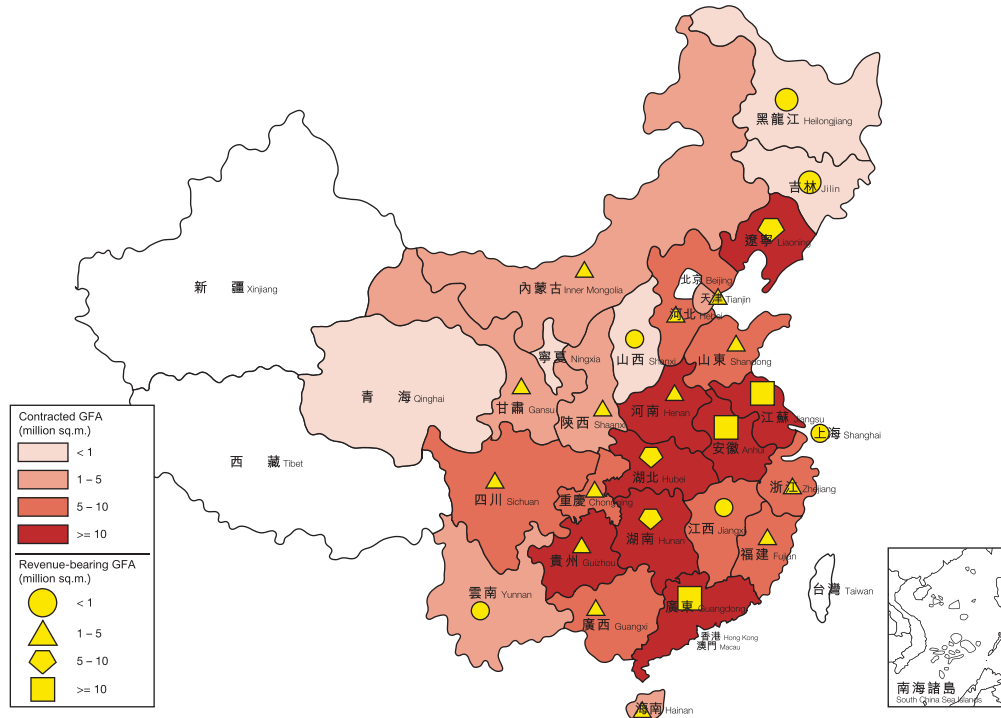 黑龍江 Heilongjiang
吉林 Jilin
遼寧 Liaoning
新疆 Xinjiang
內蒙古 Inner Mongolia
北京 Beijing
天津 Tianjin
河北 Hebei
寧夏 Ningxia
山西 Shanxi
山東 Shandong
青海 Qinghai
甘肅 Gansu
陝西 Shaanxi
河南 Henan
江蘇 Jiangsu
安徽 Anhui
上海 Shanghai
西藏 Tibet
四川 Sichuan
重慶 Chongqing
湖北 Hubei
浙江 Zhejiang
貴州 Guizhou
湖南 Hunan
江西 Jiangxi
福建 Fujian
雲南 Yunnan
廣西 Guangxi
廣東 Guangdong
台灣 Taiwan
香港 Hong Kong
澳門 Macau
海南 Hainan
南海諸島
South China Sea Islands
Contracted GFA
(million sq.m.)
< 1
1 – 5
5 – 10
>= 10
Revenue-bearing GFA
(million sq.m.)
< 1
1 – 5
5 – 10
>= 10